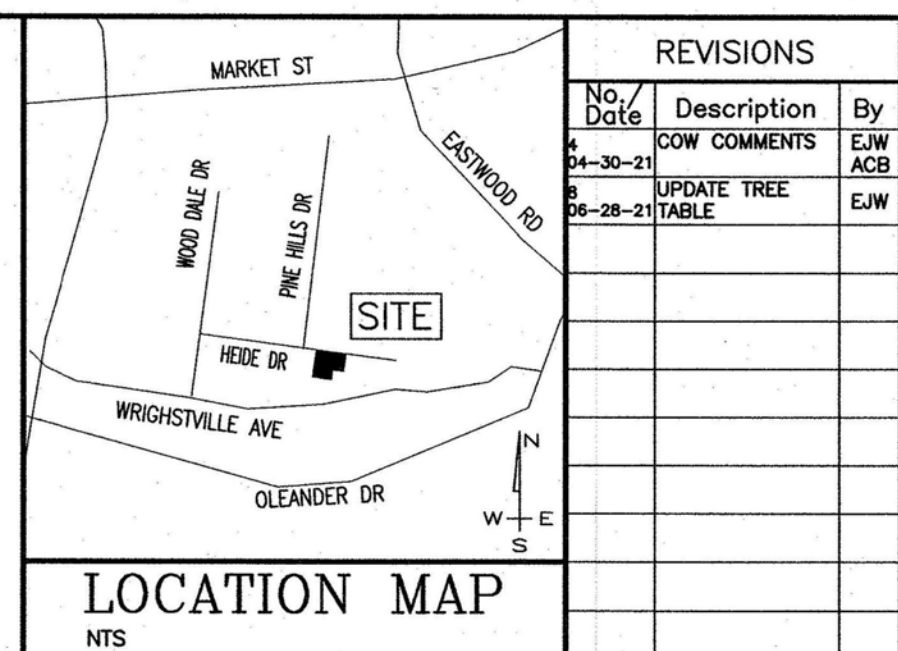 MARKET ST
EASTWOOD RD
WOOD DALE DR
PINE HILLS DR
SITE
HEIDE DR
WRIGHSTVILLE AVE
OLEANDER DR
N
W E
S
LOCATION MAP
NTS
REVISIONS
No./ Date Description By
4 04-30-21 COW COMMENTS EJW ACB
8 06-28-21 UPDATE TREE TABLE EJW